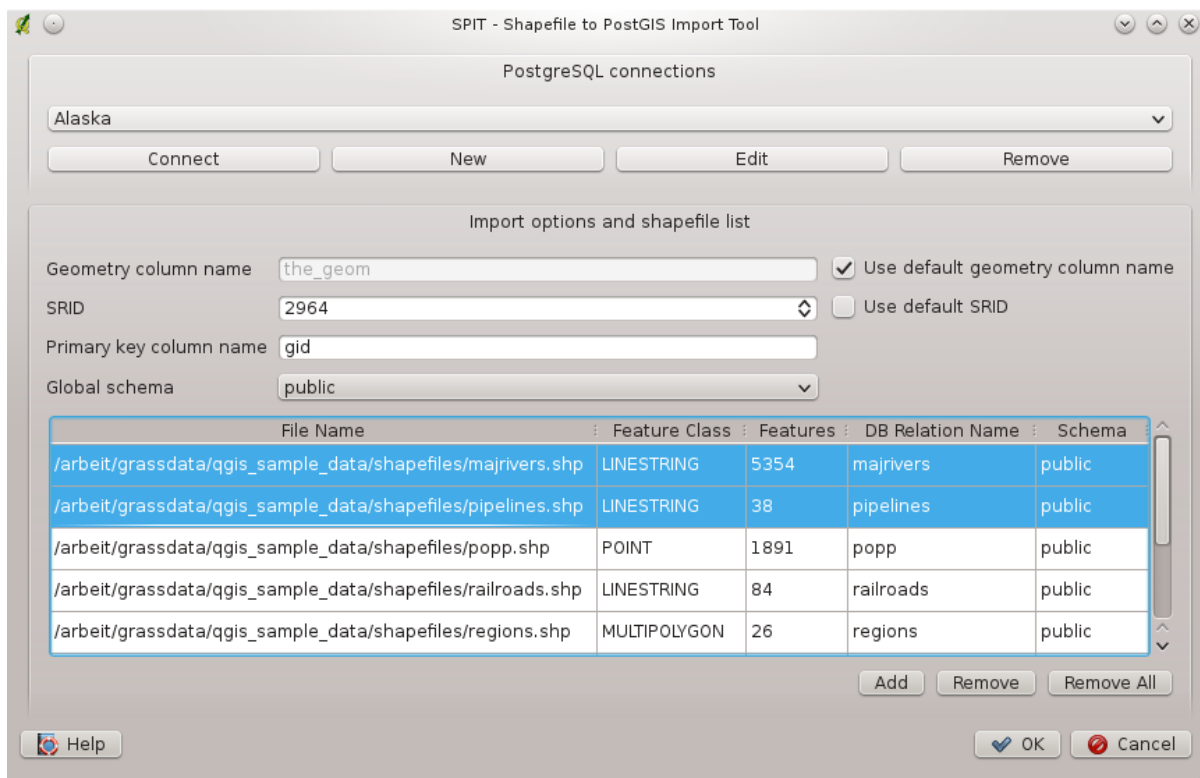 SPIT - Shapefile to PostGIS Import Tool
PostgreSQL connections
Alaska
Connect New Edit Remove
Import options and shapefile list
Geometry column name the_geom Use default geometry column name
SRID 2964 Use default SRID
Primary key column name gid
Global schema public
File Name Feature Class Features DB Relation Name Schema
/arbeit/grassdata/qgis_sample_data/shapefiles/majrivers.shp LINESTRING 5354 majrivers public
/arbeit/grassdata/qgis_sample_data/shapefiles/pipelines.shp LINESTRING 38 pipelines public
/arbeit/grassdata/qgis_sample_data/shapefiles/popp.shp POINT 1891 popp public
/arbeit/grassdata/qgis_sample_data/shapefiles/railroads.shp LINESTRING 84 railroads public
/arbeit/grassdata/qgis_sample_data/shapefiles/regions.shp MULTIPOLYGON 26 regions public
Add Remove Remove All
Help OK Cancel